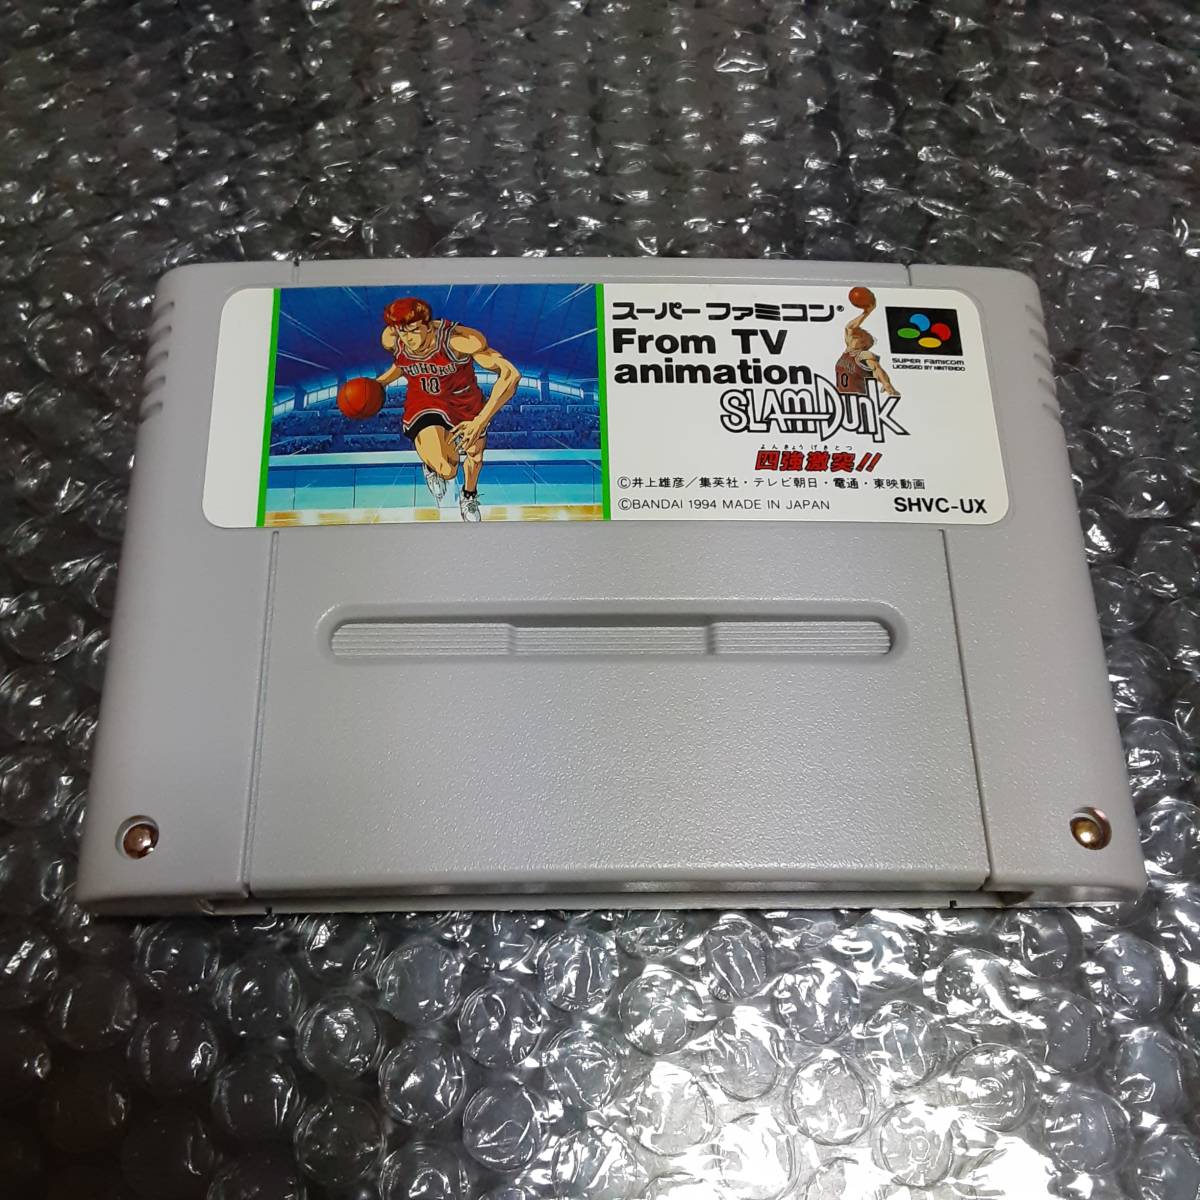 スーパーファミコン®
From TV
animation
SLAM DUNK
よんきょうげきとつ
四強激突!!
©井上雄彦／集英社・テレビ朝日・電通・東映動画
©BANDAI 1994 MADE IN JAPAN
SHVC-UX
SUPER FAMICOM
LICENSED BY NINTENDO
SHOHOKU
10
10